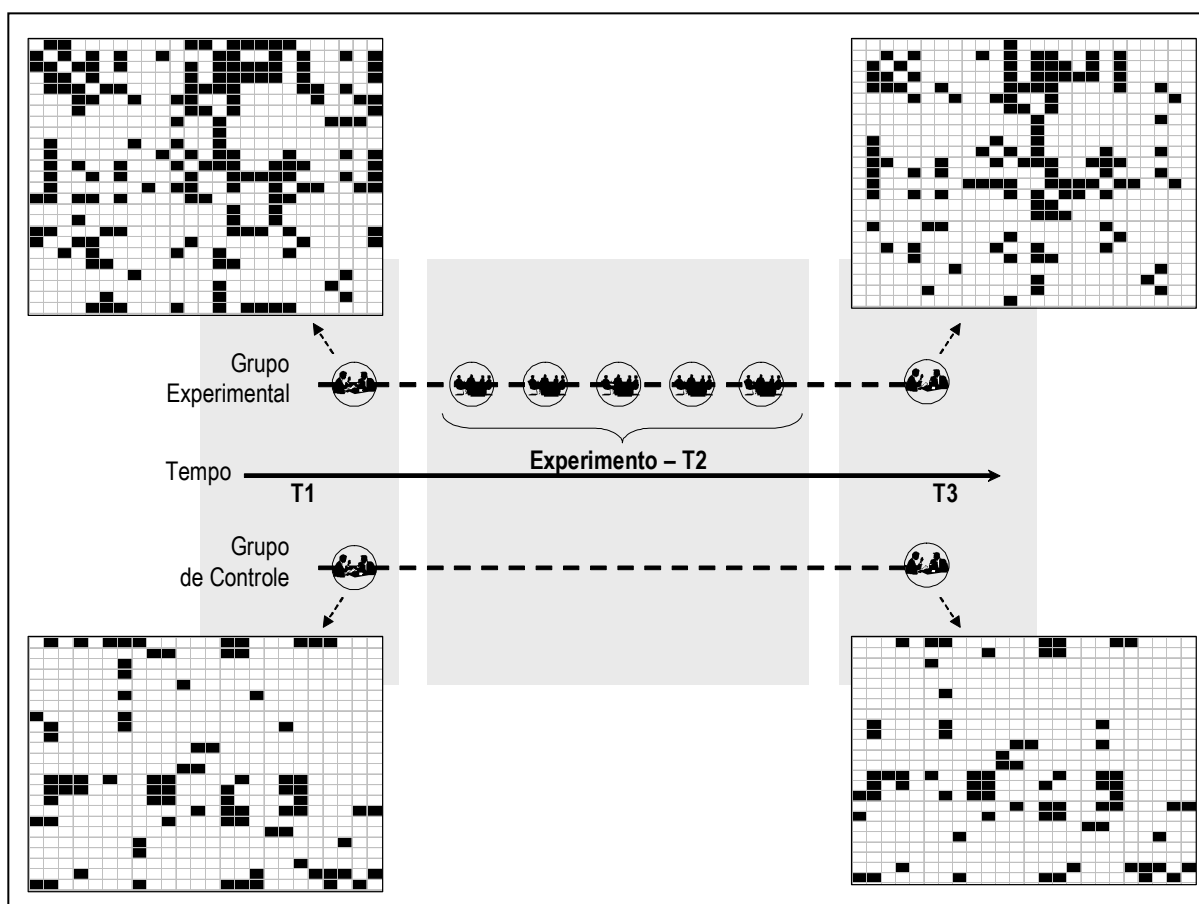 Grupo
Experimental
Experimento – T2
Tempo
T1
T3
Grupo
de Controle